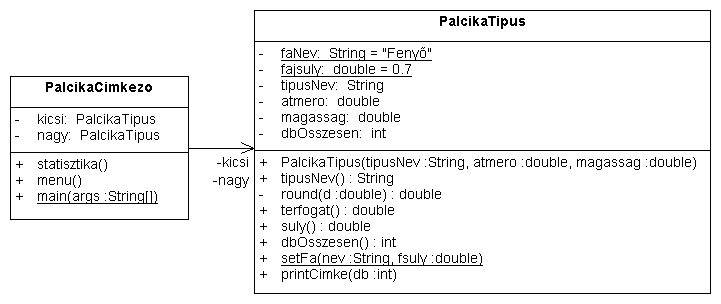 PalcikaCimkezo
- kicsi: PalcikaTipus
- nagy: PalcikaTipus
+ statisztika()
+ menu()
+ main(args :String[])
-kicsi
-nagy
PalcikaTipus
- faNev: String = "Fenyő"
- fajsuly: double = 0.7
- tipusNev: String
- atmero: double
- magassag: double
- dbOsszesen: int
+ PalcikaTipus(tipusNev :String, atmero :double, magassag :double)
+ tipusNev() : String
- round(d :double) : double
+ terfogat() : double
+ suly() : double
+ dbOsszesen() : int
+ setFa(nev :String, fsuly :double)
+ printCimke(db :int)